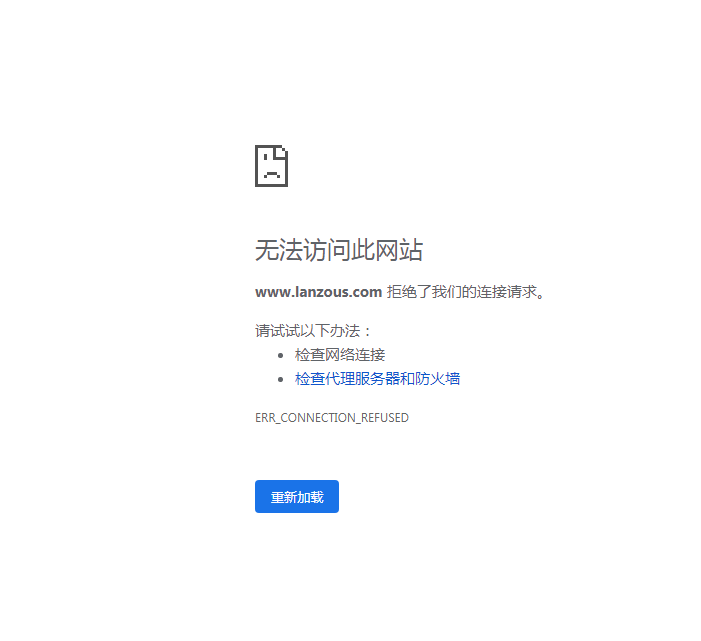 无法访问此网站
www.lanzous.com 拒绝了我们的连接请求。
请试试以下办法：
检查网络连接
检查代理服务器和防火墙
ERR_CONNECTION_REFUSED
重新加载